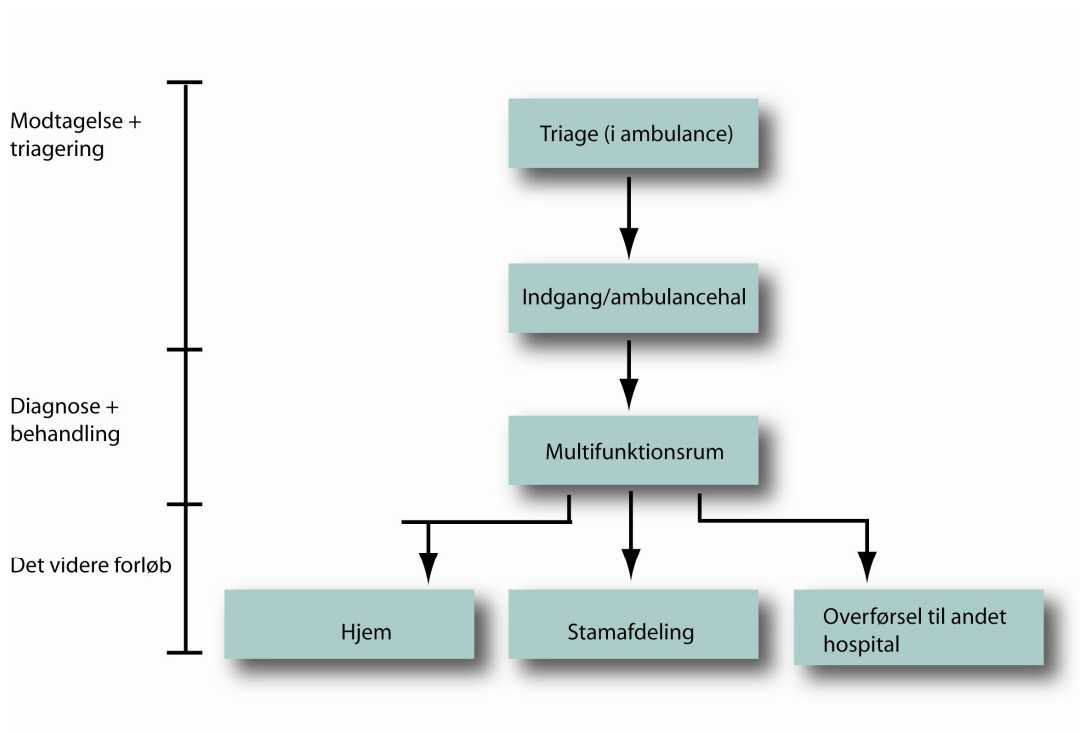 Modtagelse +
triagering
Triage (i ambulance)
Indgang/ambulancehal
Diagnose +
behandling
Multifunktionsrum
Det videre forløb
Hjem
Stamafdeling
Overførsel til andet
hospital